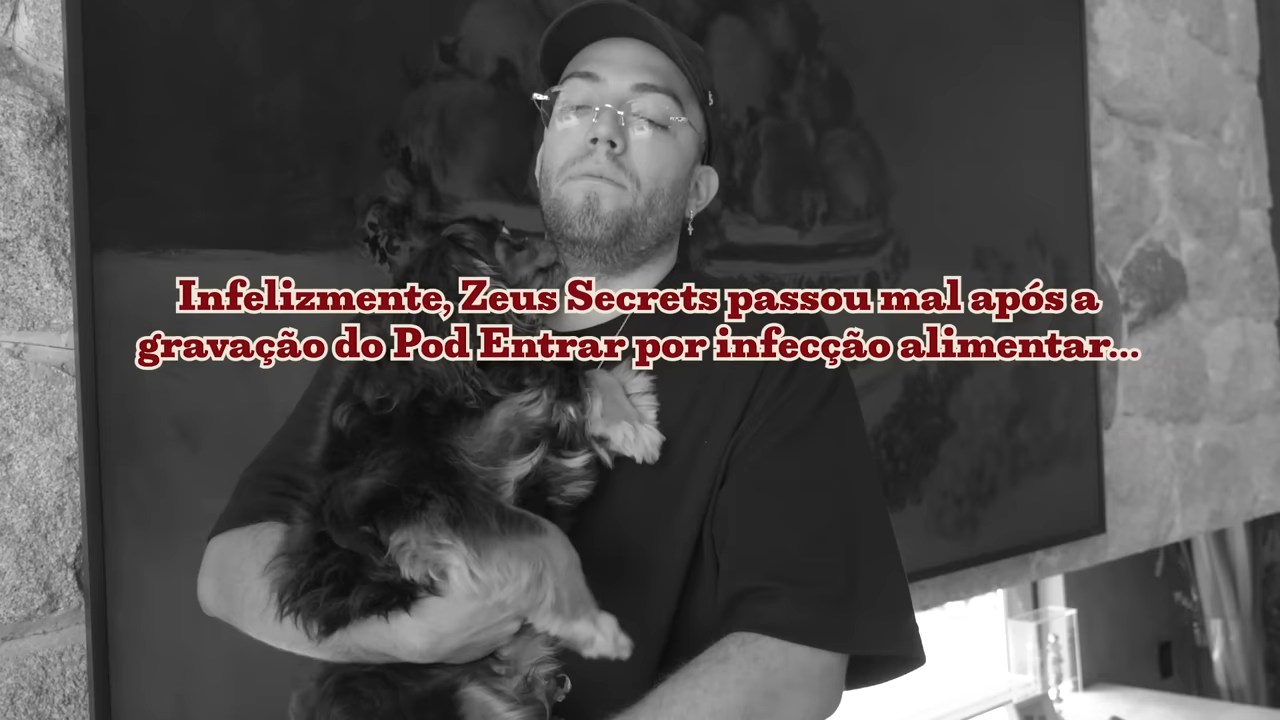 Infelizmente, Zeus Secrets passou mal após a
gravação do Pod Entrar por infecção alimentar...